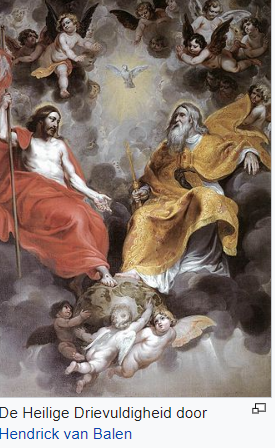 De Heilige Drievuldigheid door
Hendrick van Balen